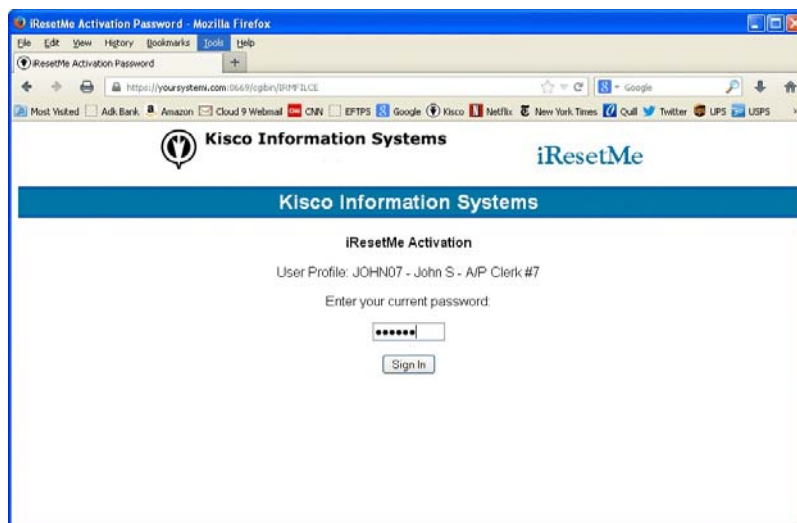 iResetMe Activation Password - Mozilla Firefox
File Edit View History Bookmarks Tools Help
iResetMe Activation Password
https://yoursystemi.com:8669/cgibin/IRMFILCE
Google
Most Visited Adk Bank Amazon Cloud 9 Webmail CNN EFTPS Google Kisco Netflix New York Times Quill Twitter UPS USPS
Kisco Information Systems
iResetMe
Kisco Information Systems
iResetMe Activation
User Profile: JOHN07 - John S - A/P Clerk #7
Enter your current password:
Sign In